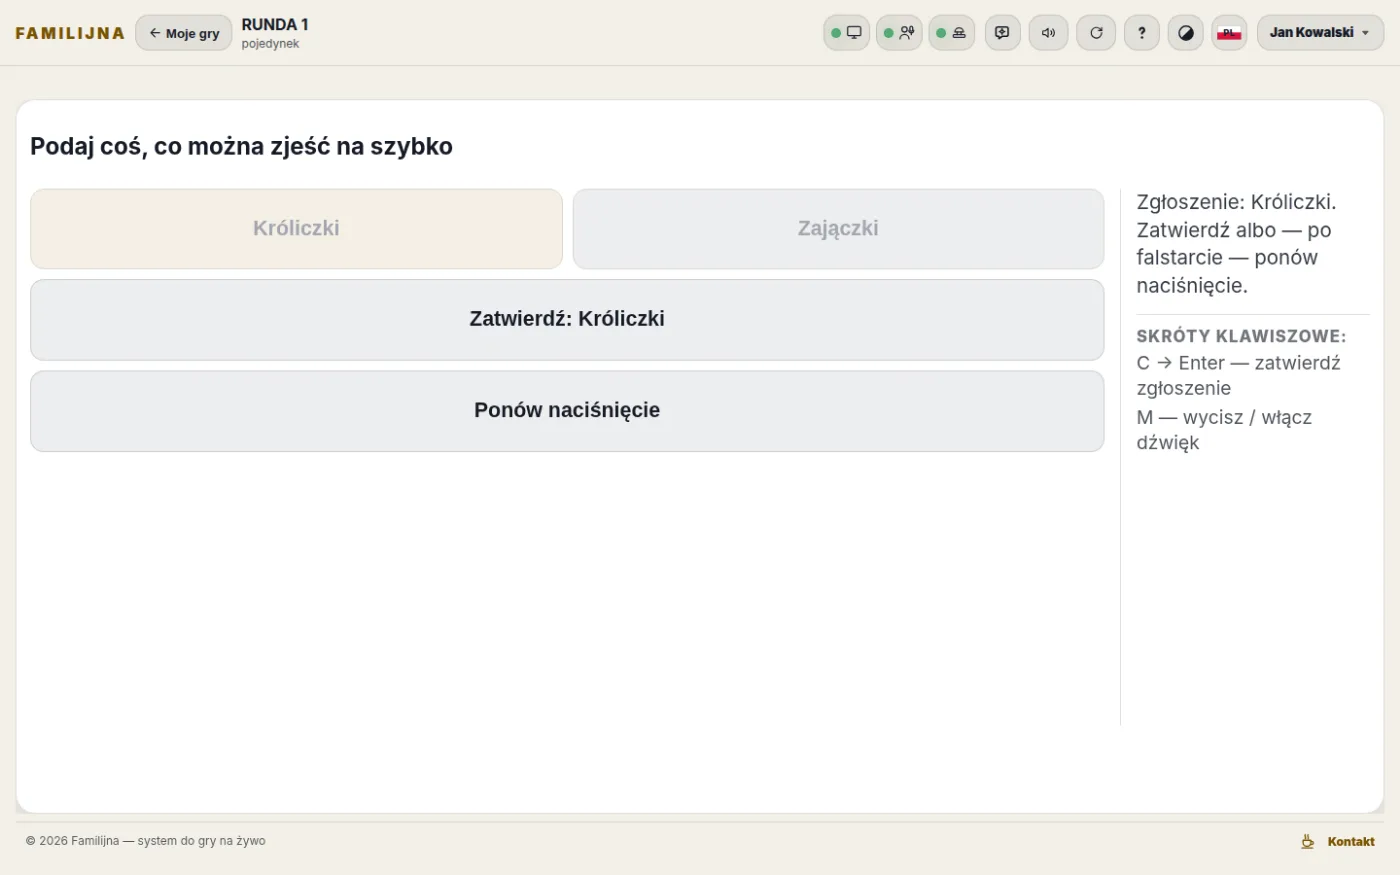 FAMILIJNA
← Moje gry
RUNDA 1
pojedynek
?
PL
Jan Kowalski
Podaj coś, co można zjeść na szybko
Króliczki
Zajączki
Zatwierdź: Króliczki
Ponów naciśnięcie
Zgłoszenie: Króliczki.
Zatwierdź albo — po
falstarcie — ponów
naciśnięcie.
SKRÓTY KLAWISZOWE:
C → Enter — zatwierdź
zgłoszenie
M — wycisz / włącz
dźwięk
© 2026 Familijna — system do gry na żywo
Kontakt